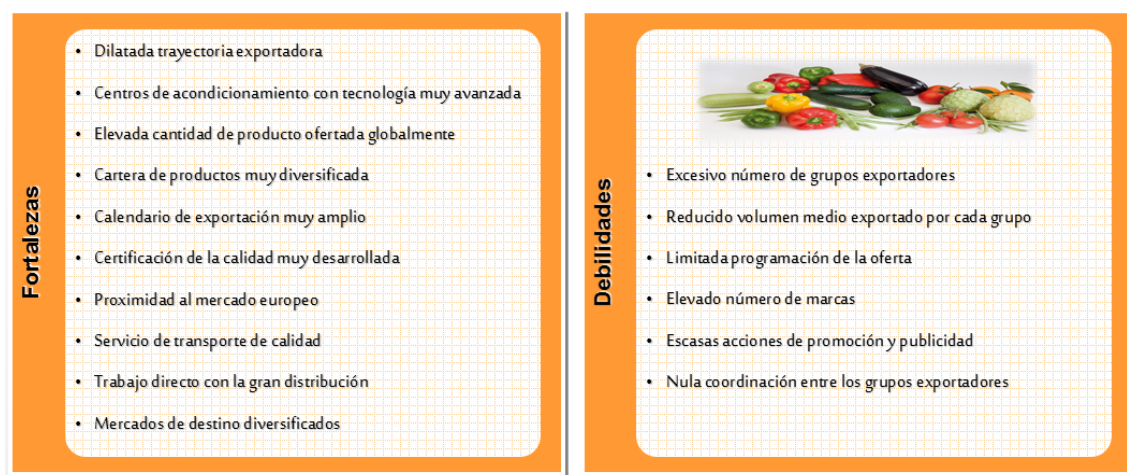 Fortalezas
• Dilatada trayectoria exportadora
• Centros de acondicionamiento con tecnología muy avanzada
• Elevada cantidad de producto ofertada globalmente
• Cartera de productos muy diversificada
• Calendario de exportación muy amplio
• Certificación de la calidad muy desarrollada
• Proximidad al mercado europeo
• Servicio de transporte de calidad
• Trabajo directo con la gran distribución
• Mercados de destino diversificados
Debilidades
• Excesivo número de grupos exportadores
• Reducido volumen medio exportado por cada grupo
• Limitada programación de la oferta
• Elevado número de marcas
• Escasas acciones de promoción y publicidad
• Nula coordinación entre los grupos exportadores